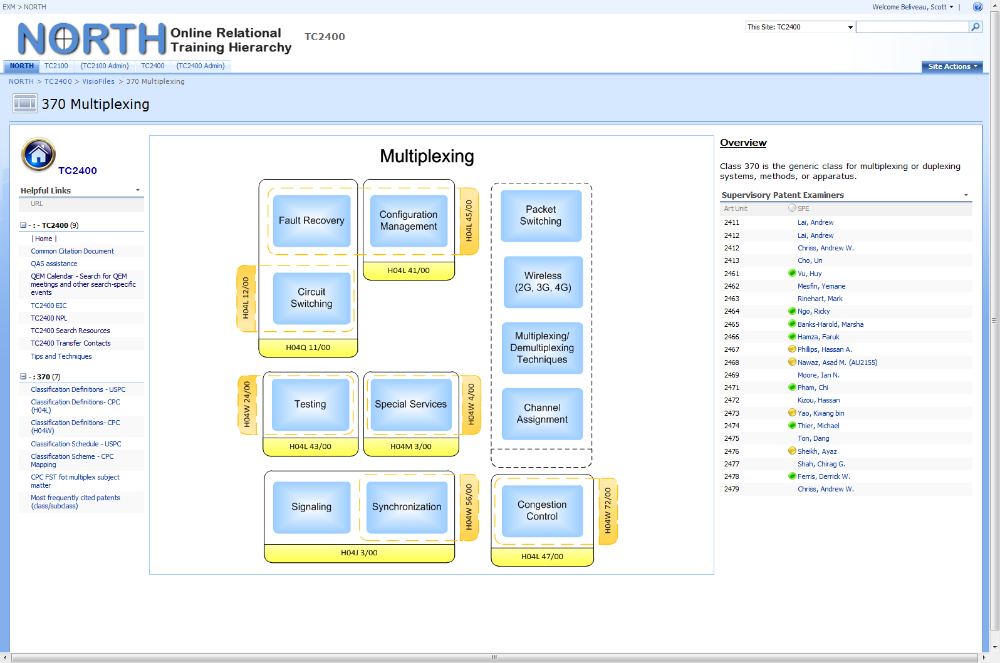 EXM > NORTH
Welcome Beliveau, Scott
|
NORTH Online Relational
Training Hierarchy
TC2400
This Site: TC2400
NORTH
TC2100
{TC2100 Admin}
TC2400
{TC2400 Admin}
Site Actions
NORTH > TC2400 > VisioFiles > 370 Multiplexing
370 Multiplexing
TC2400
Helpful Links
URL
- : - TC2400 (9)
| Home |
Common Citation Document
QAS assistance
QEM Calendar - Search for QEM
meetings and other search-specific
events
TC2400 EIC
TC2400 NPL
TC2400 Search Resources
TC2400 Transfer Contacts
Tips and Techniques
- : 370 (7)
Classification Definitions - USPC
Classification Definitions- CPC
(H04L)
Classification Definitions- CPC
(H04W)
Classification Schedule - USPC
Classification Scheme - CPC
Mapping
CPC FST fot multiplex subject
matter
Most frequently cited patents
(class/subclass)
Multiplexing
Fault Recovery
Configuration
Management
H04L 45/00
H04L 41/00
H04L 12/00
Circuit
Switching
H04Q 11/00
Packet
Switching
Wireless
(2G, 3G, 4G)
Multiplexing/
Demultiplexing
Techniques
Channel
Assignment
H04W 24/00
Testing
H04L 43/00
Special Services
H04W 4/00
H04M 3/00
Signaling
Synchronization
H04W 56/00
H04J 3/00
Congestion
Control
H04W 72/00
H04L 47/00
Overview
Class 370 is the generic class for multiplexing or duplexing
systems, methods, or apparatus.
Supervisory Patent Examiners
Art Unit SPE
2411 Lai, Andrew
2412 Lai, Andrew
2412 Chriss, Andrew W.
2413 Cho, Un
2461 Vu, Huy
2462 Mesfin, Yemane
2463 Rinehart, Mark
2464 Ngo, Ricky
2465 Banks-Harold, Marsha
2466 Hamza, Faruk
2467 Phillips, Hassan A.
2468 Nawaz, Asad M. (AU2155)
2469 Moore, Ian N.
2471 Pham, Chi
2472 Kizou, Hassan
2473 Yao, Kwang bin
2474 Thier, Michael
2475 Ton, Dang
2476 Sheikh, Ayaz
2477 Shah, Chirag G.
2478 Ferris, Derrick W.
2479 Chriss, Andrew W.